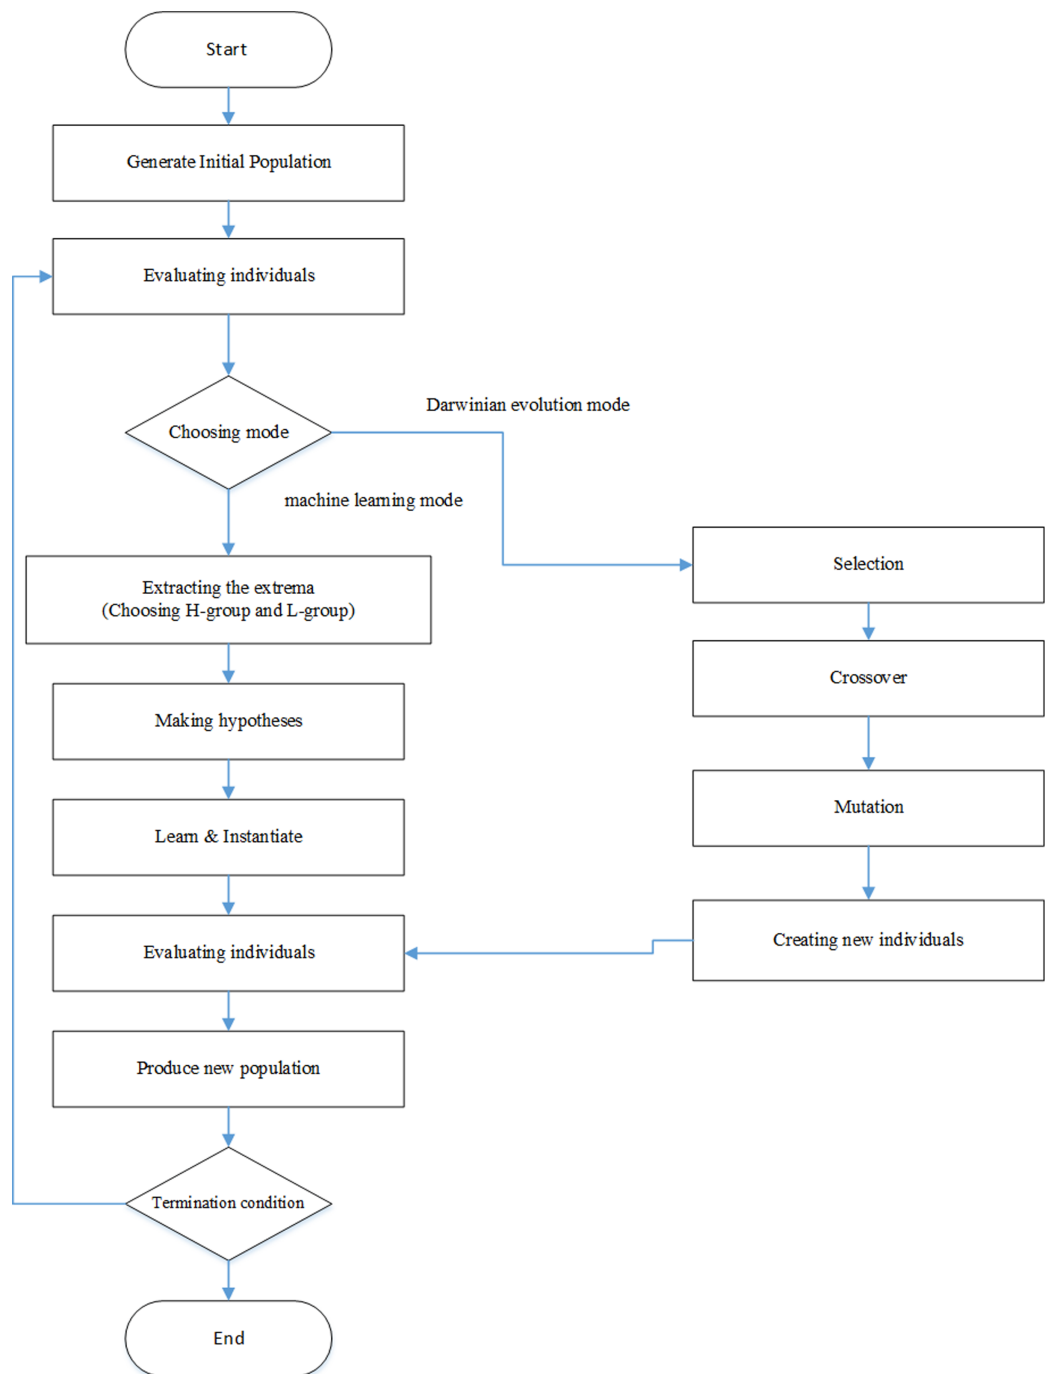 Start
Generate Initial Population
Evaluating individuals
Choosing mode
Darwinian evolution mode
machine learning mode
Extracting the extrema
(Choosing H-group and L-group)
Making hypotheses
Learn & Instantiate
Evaluating individuals
Produce new population
Termination condition
End
Selection
Crossover
Mutation
Creating new individuals